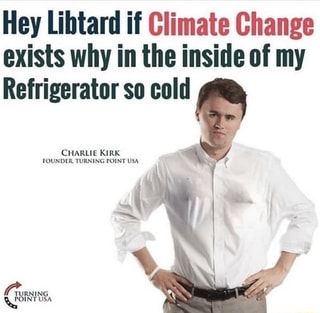 Hey Libtard if Climate Change
exists why in the inside of my
Refrigerator so cold
CHARLIE KIRK
FOUNDER, TURNING POINT USA
TURNING
POINT USA